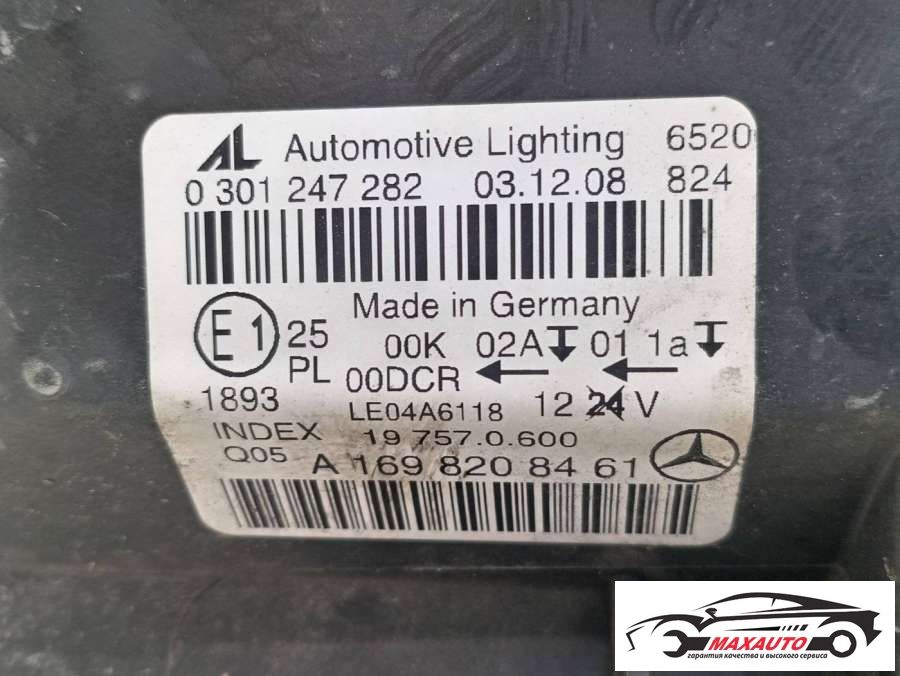 AL Automotive Lighting 6520
0 301 247 282 03.12.08 824
Made in Germany
E1 25 00K 02A 01 1a
PL 00DCR
1893 LE04A6118 12 24 V
INDEX 19 757.0.600
Q05 A 169 820 84 61
MAXAUTO
гарантия качества и высокого сервиса